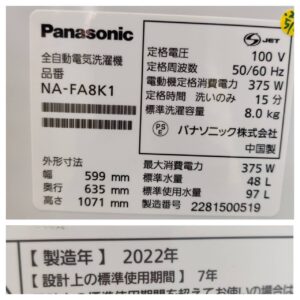 Panasonic
全自動電気洗濯機
品番
NA-FA8K1
外形寸法
幅 599 mm
奥行 635 mm
高さ 1071 mm
S JET
定格電圧 100 V
定格周波数 50/60 Hz
電動機定格消費電力 375 W
定格時間 洗いのみ 15 分
標準洗濯容量 8.0 kg
PSE
パナソニック株式会社
中国製
最大消費電力 375 W
標準水量 48 L
標準使用水量 97 L
製造番号 2281500519
【製造年】2022年
【設計上の標準使用期間】7年